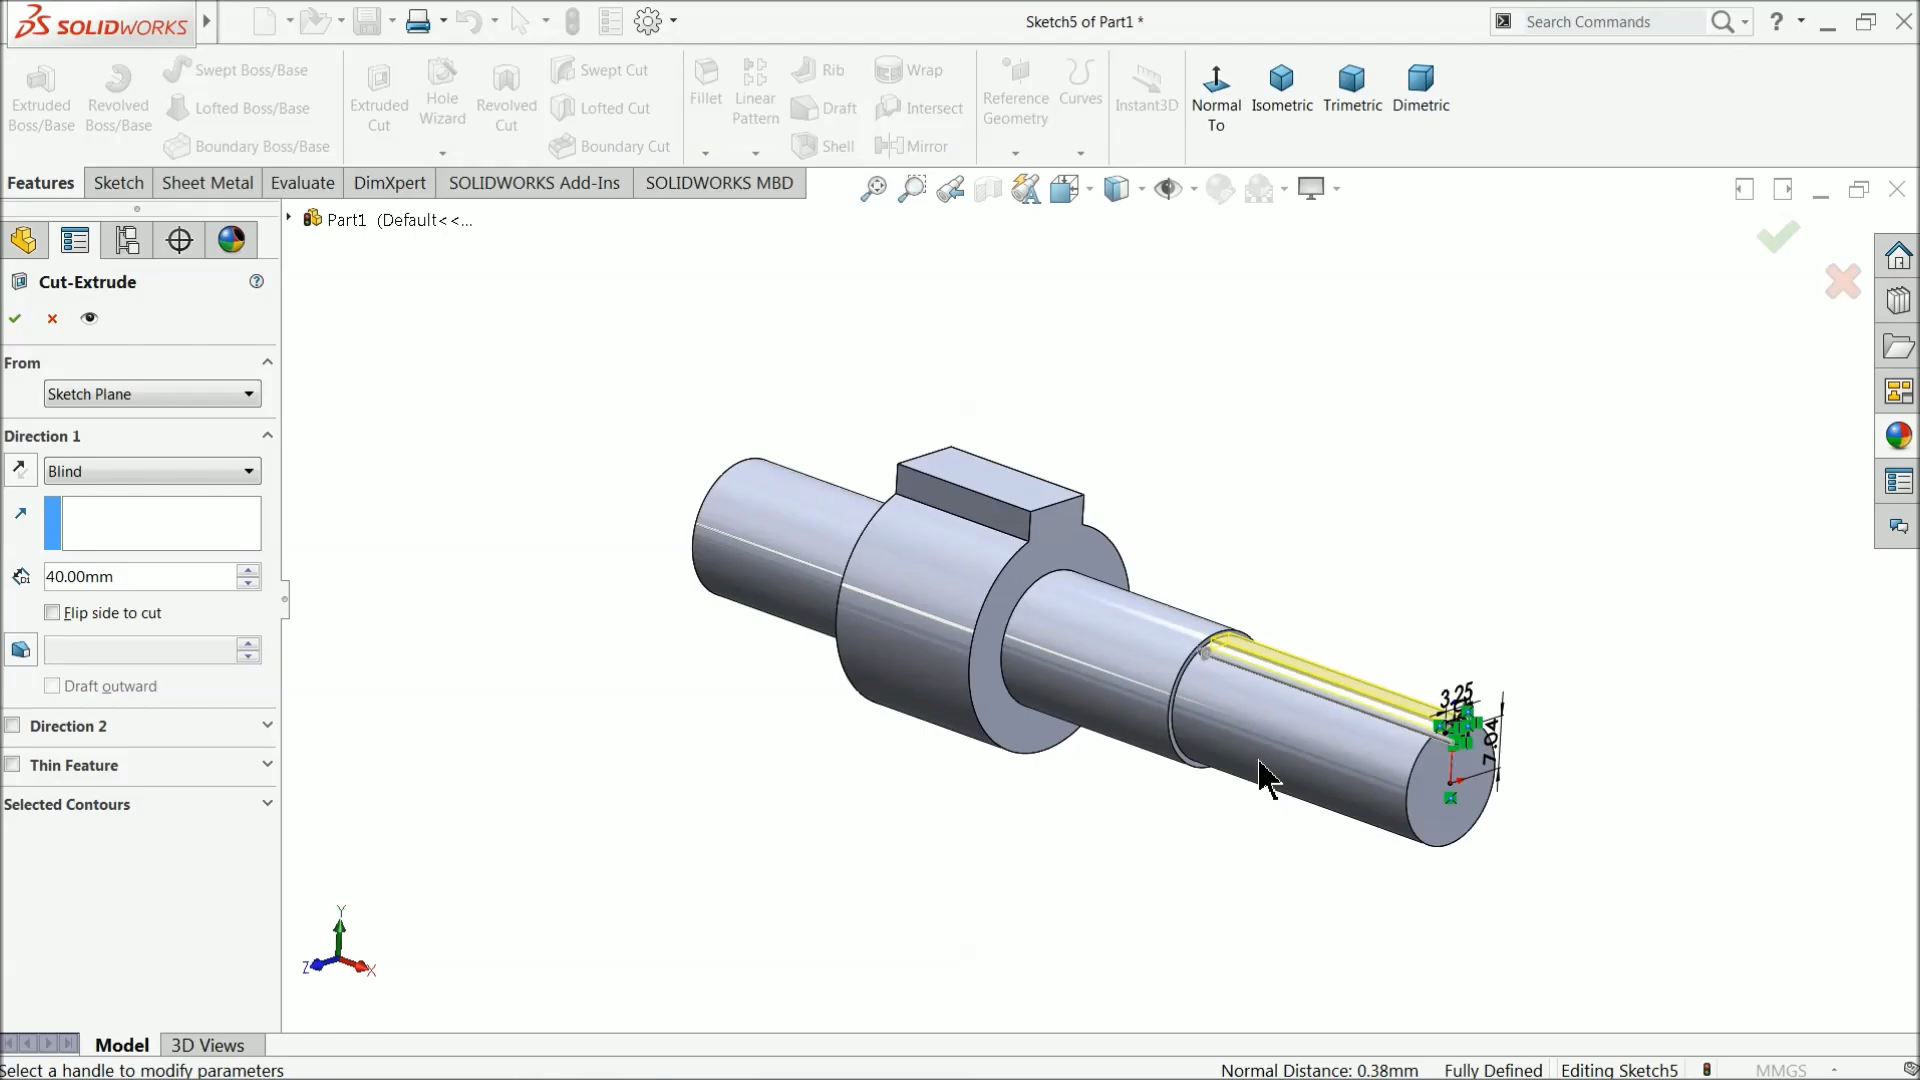 SOLIDWORKS
Sketch5 of Part1 *
Search Commands
?
Extruded Boss/Base
Revolved Boss/Base
Swept Boss/Base
Lofted Boss/Base
Boundary Boss/Base
Extruded Cut
Hole Wizard
Revolved Cut
Swept Cut
Lofted Cut
Boundary Cut
Fillet
Linear Pattern
Rib
Draft
Shell
Wrap
Intersect
Mirror
Reference Geometry
Curves
Instant3D
Normal To
Isometric
Trimetric
Dimetric
Features
Sketch
Sheet Metal
Evaluate
DimXpert
SOLIDWORKS Add-Ins
SOLIDWORKS MBD
Part1 (Default<<...
Cut-Extrude
?
From
Sketch Plane
Direction 1
Blind
D1
40.00mm
Flip side to cut
Draft outward
Direction 2
Thin Feature
Selected Contours
3.25
7.04
Y
Z
X
Model
3D Views
Select a handle to modify parameters
Normal Distance: 0.38mm
Fully Defined
Editing Sketch5
MMGS